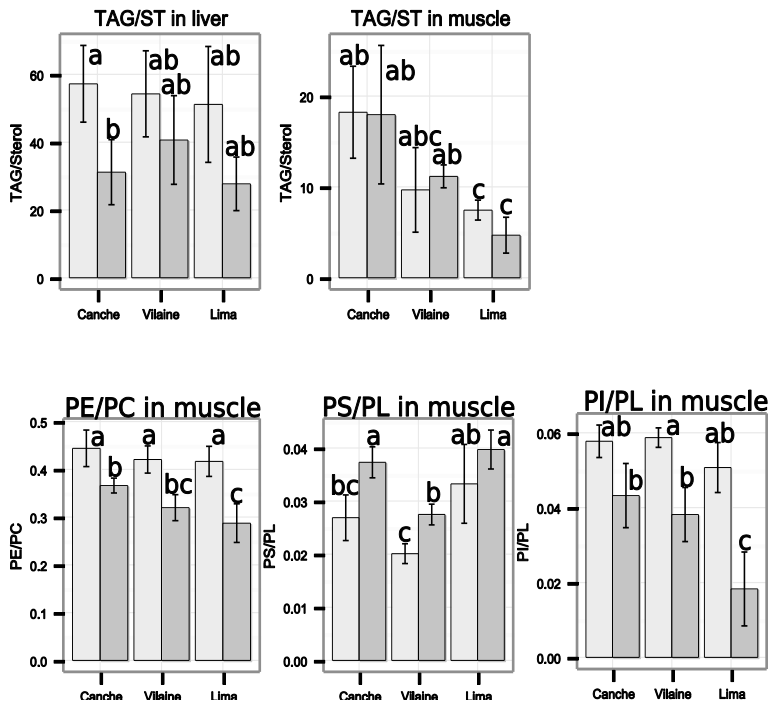 TAG/ST in liver
TAG/Sterol
60
40
20
0
a
b
ab
ab
ab
ab
Canche Vilaine Lima
TAG/ST in muscle
TAG/Sterol
20
10
0
ab
ab
abc
ab
c
c
Canche Vilaine Lima
PE/PC in muscle
PE/PC
0.5
0.4
0.3
0.2
0.1
0.0
a
b
a
bc
a
c
Canche Vilaine Lima
PS/PL in muscle
PS/PL
0.04
0.03
0.02
0.01
0.00
bc
a
c
b
ab
a
Canche Vilaine Lima
PI/PL in muscle
PI/PL
0.06
0.04
0.02
0.00
ab
b
a
b
ab
c
Canche Vilaine Lima